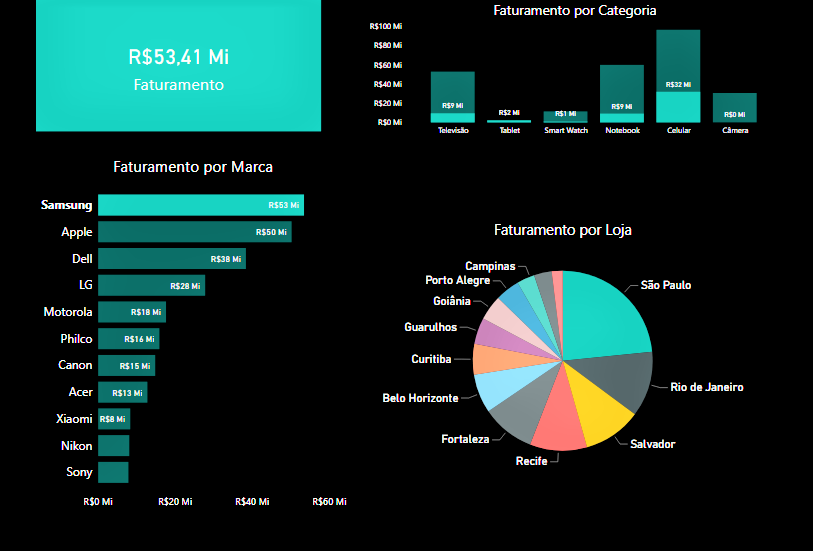 R$53,41 Mi
Faturamento
Faturamento por Categoria
R$100 Mi
R$80 Mi
R$60 Mi
R$40 Mi
R$20 Mi
R$0 Mi
R$9 Mi
R$2 Mi
R$1 Mi
R$9 Mi
R$32 Mi
R$0 Mi
Televisão
Tablet
Smart Watch
Notebook
Celular
Câmera
Faturamento por Marca
Samsung R$53 Mi
Apple R$50 Mi
Dell R$38 Mi
LG R$28 Mi
Motorola R$18 Mi
Philco R$16 Mi
Canon R$15 Mi
Acer R$13 Mi
Xiaomi R$8 Mi
Nikon
Sony
R$0 Mi R$20 Mi R$40 Mi R$60 Mi
Faturamento por Loja
São Paulo
Rio de Janeiro
Salvador
Recife
Fortaleza
Belo Horizonte
Curitiba
Guarulhos
Goiânia
Porto Alegre
Campinas